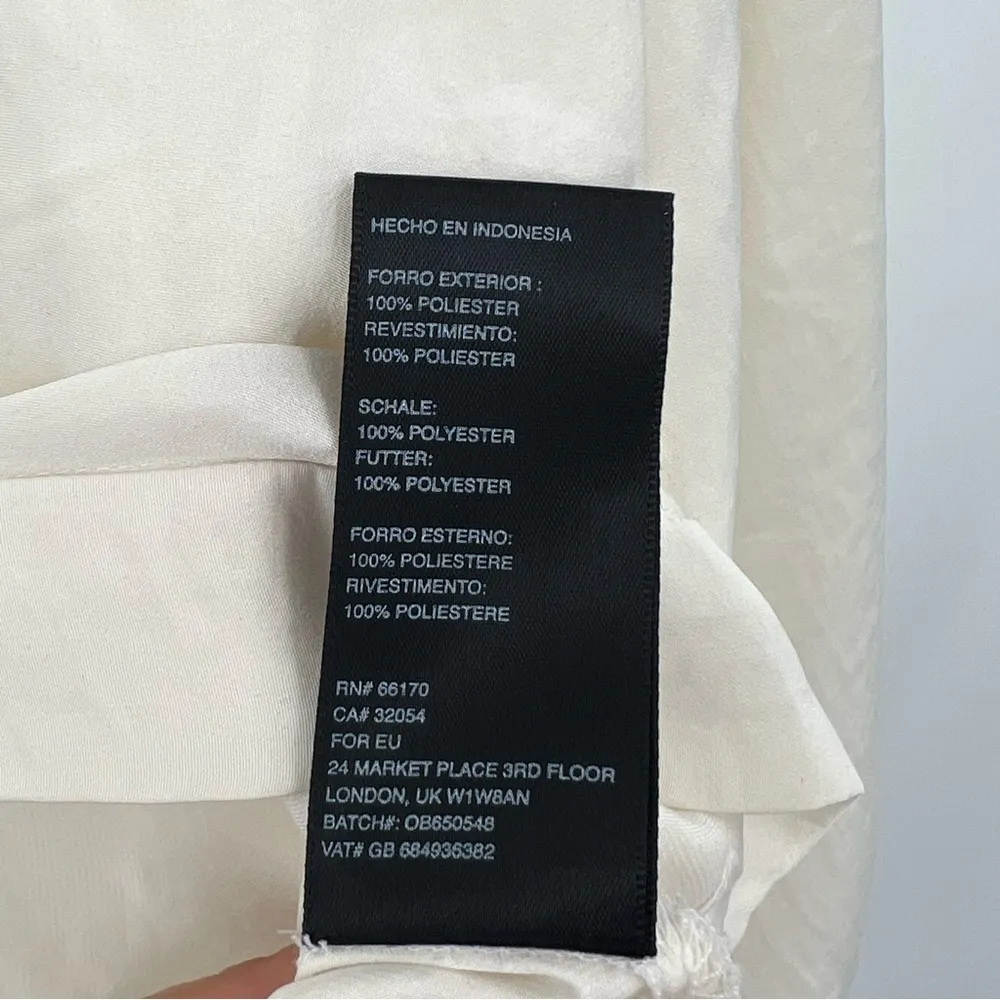 HECHO EN INDONESIA
FORRO EXTERIOR :
100% POLIESTER
REVESTIMIENTO:
100% POLIESTER
SCHALE:
100% POLYESTER
FUTTER:
100% POLYESTER
FORRO ESTERNO:
100% POLIESTERE
RIVESTIMENTO:
100% POLIESTERE
RN# 66170
CA# 32054
FOR EU
24 MARKET PLACE 3RD FLOOR
LONDON, UK W1W8AN
BATCH#: OB650548
VAT# GB 684936382